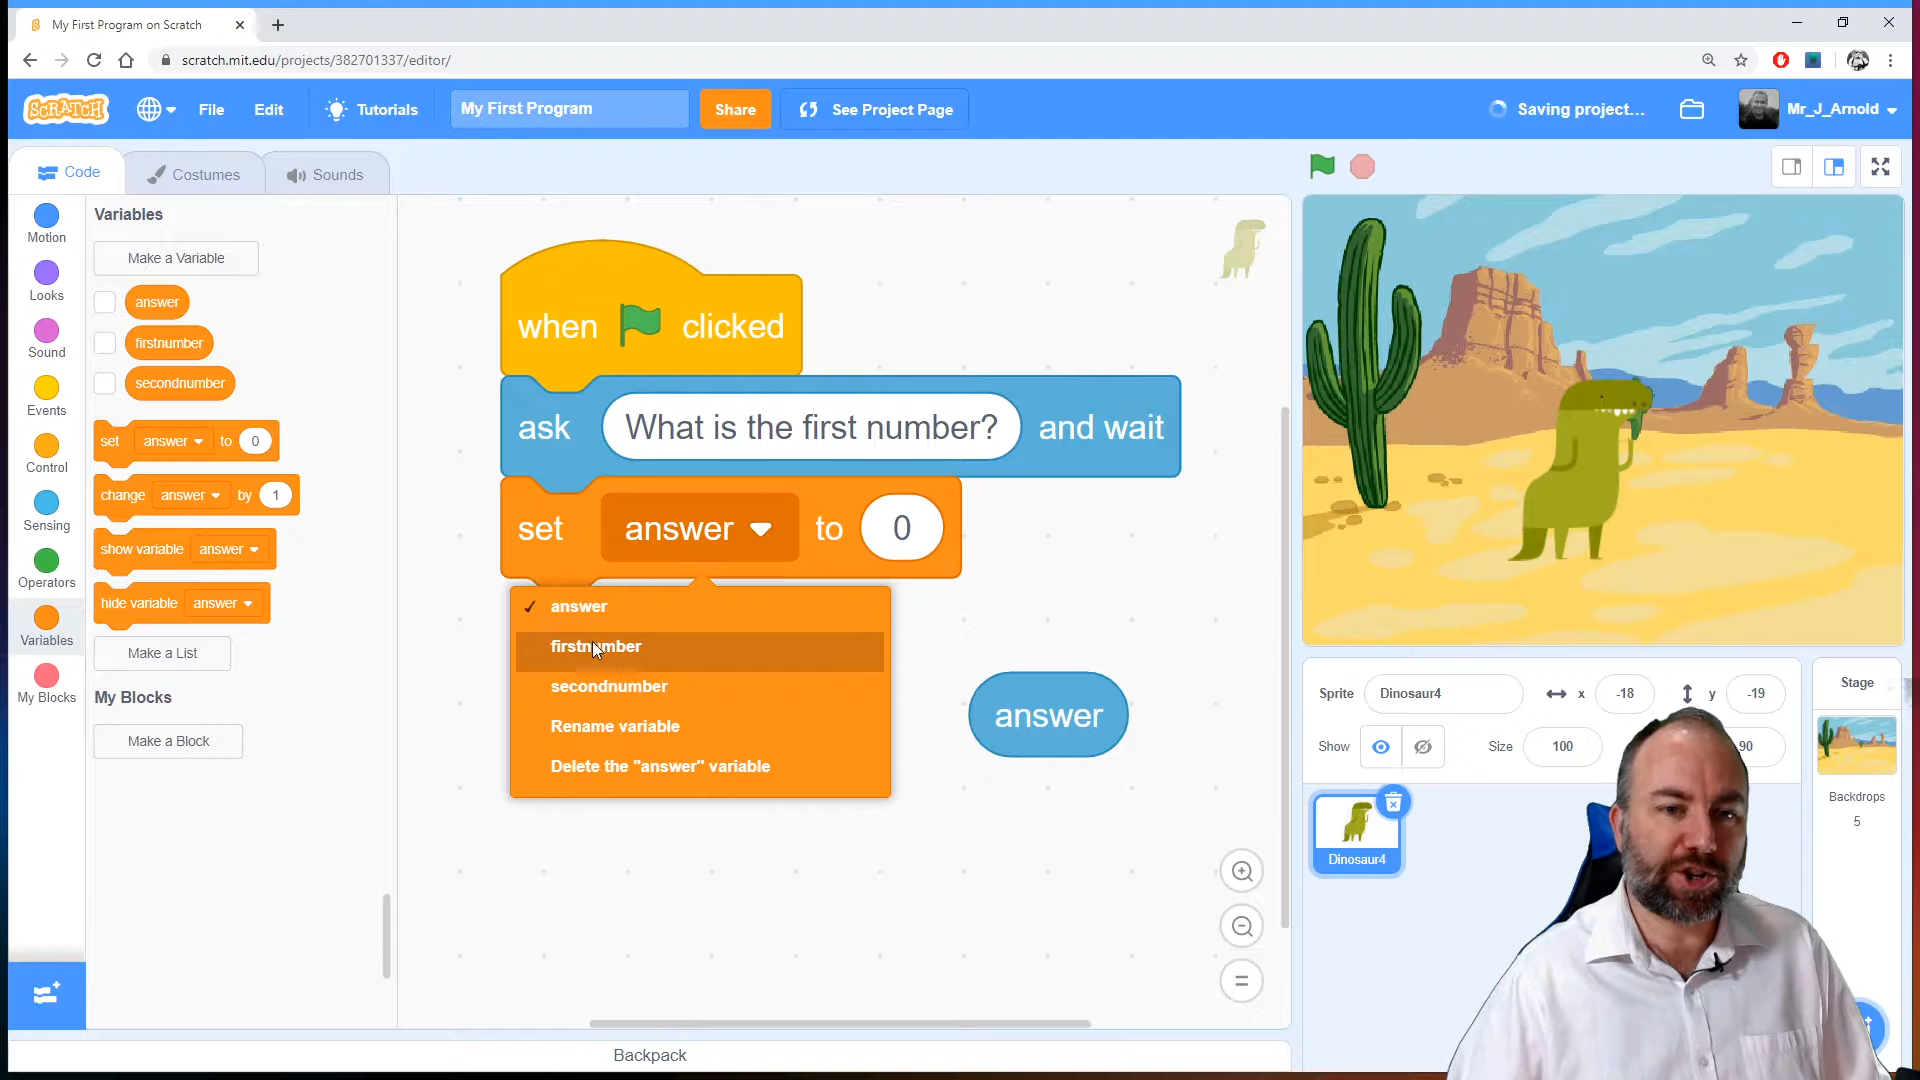 My First Program on Scratch
scratch.mit.edu/projects/382701337/editor/
SCRATCH
File
Edit
Tutorials
My First Program
Share
See Project Page
Saving project...
Mr_J_Arnold
Code
Costumes
Sounds
Motion
Looks
Sound
Events
Control
Sensing
Operators
Variables
My Blocks
Variables
Make a Variable
answer
firstnumber
secondnumber
set answer to 0
change answer by 1
show variable answer
hide variable answer
Make a List
My Blocks
Make a Block
when clicked
ask What is the first number? and wait
set answer to 0
✓ answer
firstnumber
secondnumber
Rename variable
Delete the "answer" variable
answer
Backpack
Sprite Dinosaur4 x -18 y -19
Show Size 100 90
Dinosaur4
Stage
Backdrops
5